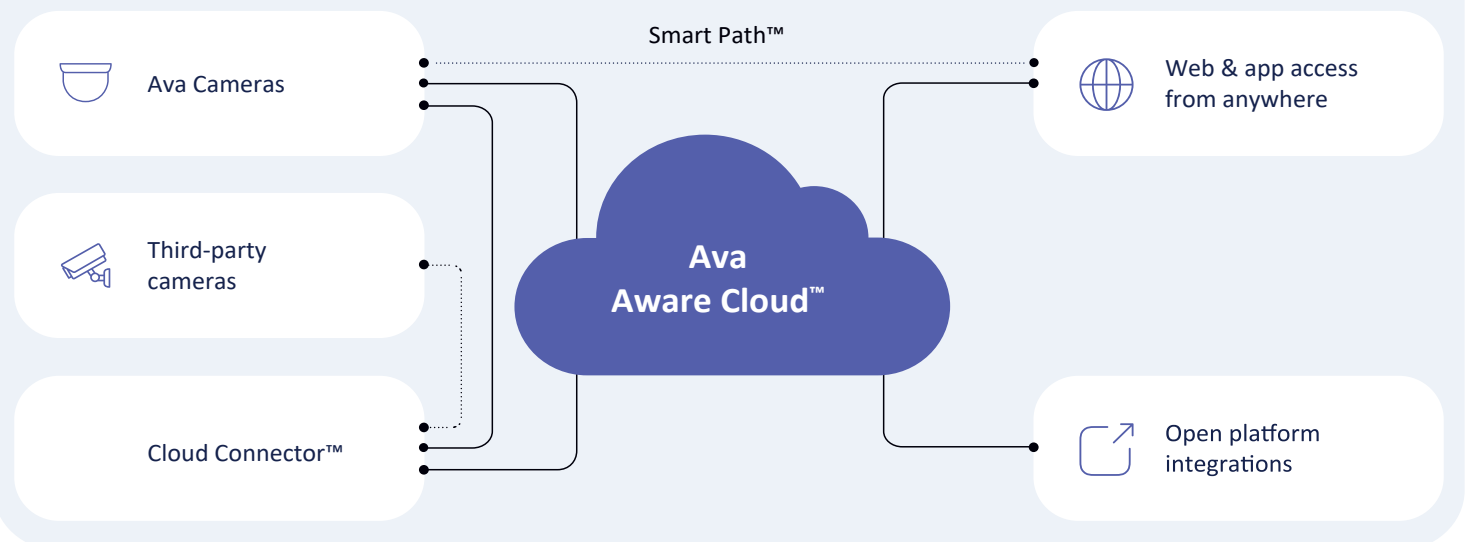 Smart Path™
Ava Cameras
Web & app access
from anywhere
Third-party
cameras
Ava
Aware Cloud™
Cloud Connector™
Open platform
integrations